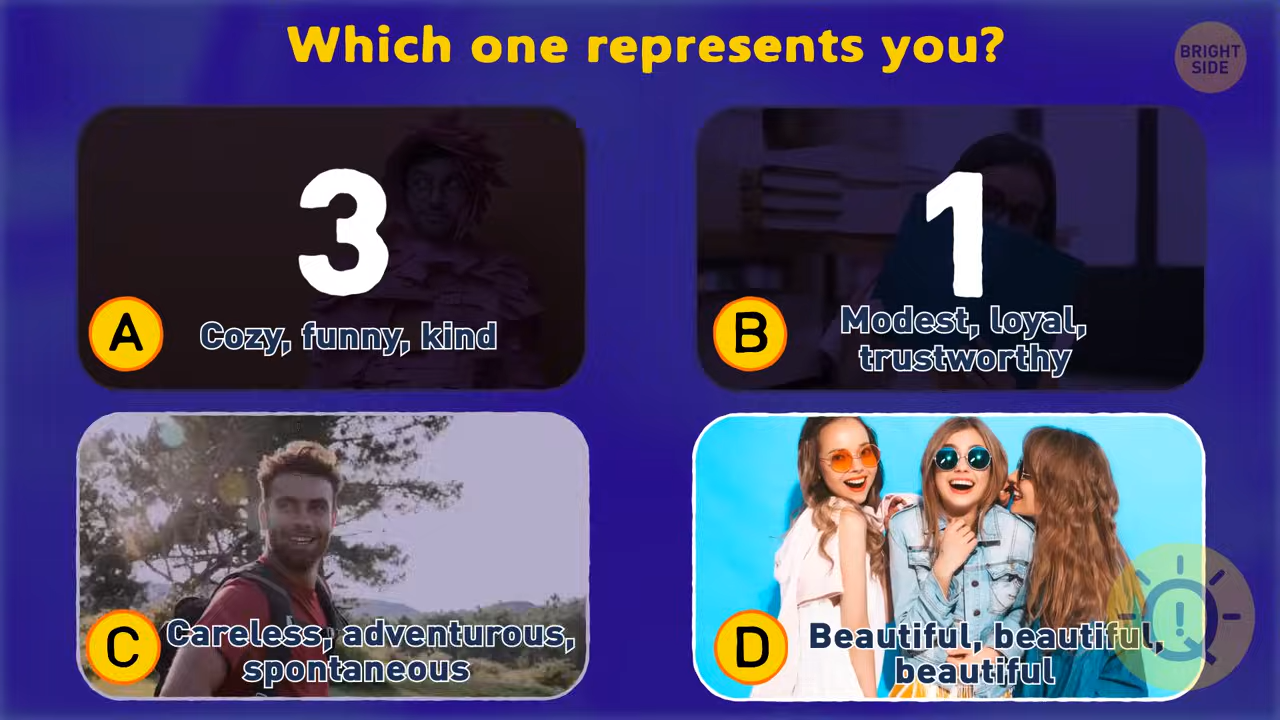 Which one represents you?
BRIGHT
SIDE
3
A
Cozy, funny, kind
1
B
Modest, loyal,
trustworthy
C
Careless, adventurous,
spontaneous
D
Beautiful, beautiful,
beautiful
!